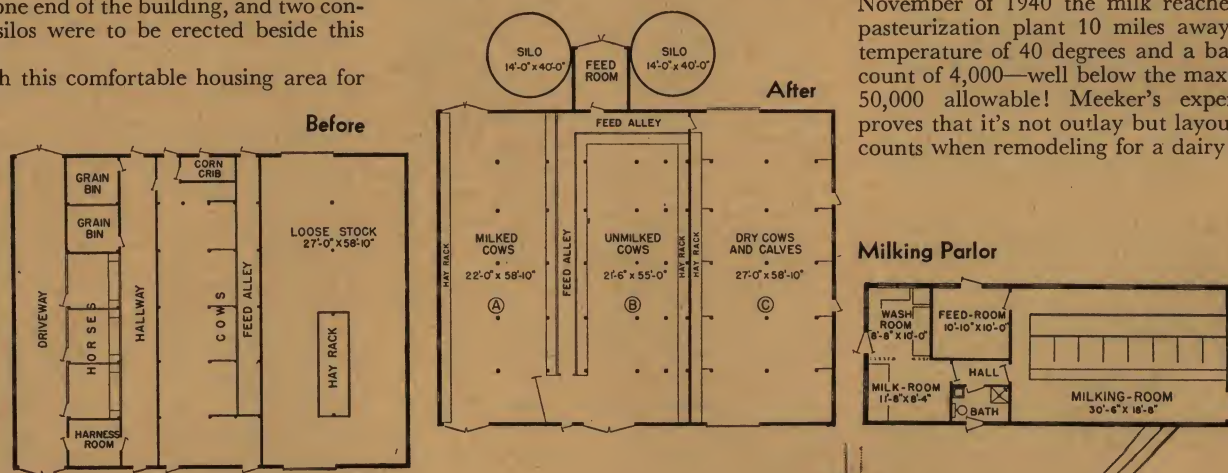 one end of the building, and two con-
silos were to be erected beside this
h this comfortable housing area for
Before
DRIVEWAY
GRAIN
BIN
GRAIN
BIN
HORSES
HARNESS
ROOM
HALLWAY
CORN
CRIB
COWS
FEED ALLEY
LOOSE STOCK
27'-0" X 58'-10"
HAY RACK
After
SILO
14'-0" X 40'-0"
FEED
ROOM
SILO
14'-0" X 40'-0"
FEED ALLEY
HAY RACK
MILKED
COWS
22'-0" X 58'-10"
A
FEED ALLEY
UNMILKED
COWS
21'-6" X 55'-0"
B
HAY RACK
HAY RACK
DRY COWS
AND CALVES
27'-0" X 58'-10"
C
November of 1940 the milk reache
pasteurization plant 10 miles away
temperature of 40 degrees and a ba
count of 4,000—well below the max
50,000 allowable! Meeker's exper
proves that it's not outlay but layou
counts when remodeling for a dairy
Milking Parlor
WASH
ROOM
8'-8" X 10'-0"
FEED-ROOM
10'-10" X 10'-0"
MILK-ROOM
11'-8" X 8'-4"
HALL
BATH
MILKING-ROOM
30'-6" X 18'-8"